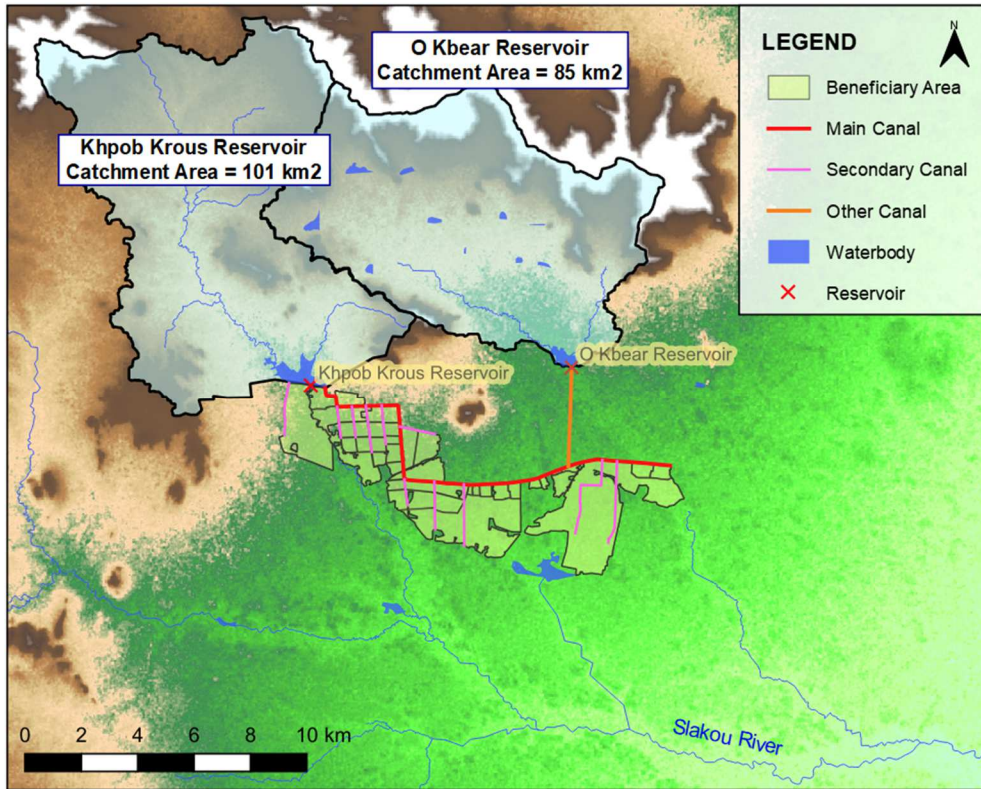 O Kbear Reservoir
Catchment Area = 85 km2
Khpob Krous Reservoir
Catchment Area = 101 km2
LEGEND
N
Beneficiary Area
Main Canal
Secondary Canal
Other Canal
Waterbody
Reservoir
O Kbear Reservoir
Khpob Krous Reservoir
Slakou River
0 2 4 6 8 10 km